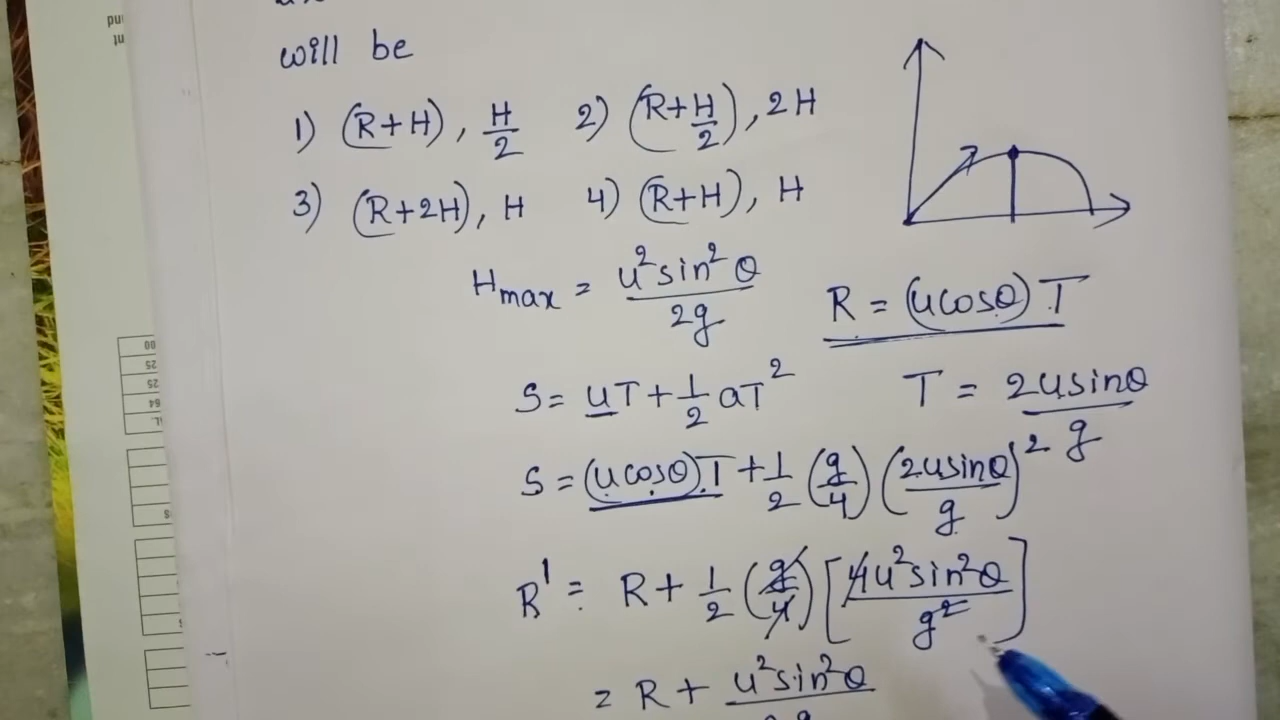 will be
1) (R+H), H/2 2) (R+H/2), 2H
3) (R+2H), H 4) (R+H), H
Hmax = u²sin²θ/2g
R = (ucosθ) T
S = uT + 1/2 aT²
T = 2usinθ/g
S = (ucosθ)T + 1/2 (g/4) (2usinθ/g)²
R' = R + 1/2 (g/4) [4u²sin²θ/g²]
= R + u²sin²θ